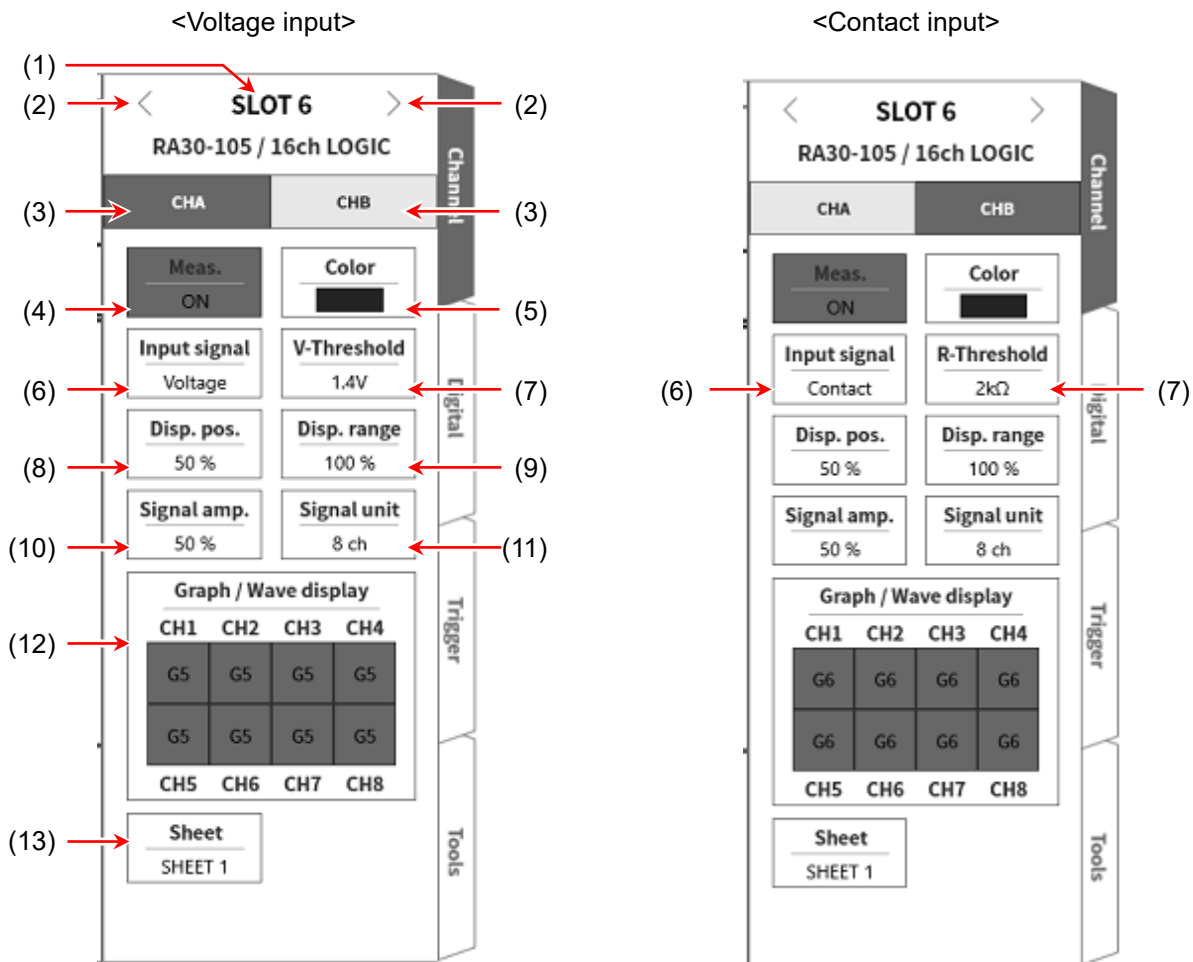 <Voltage input>
(1)
(2) SLOT 6 (2)
RA30-105 / 16ch LOGIC
(3) CHA CHB (3)
Meas. Color
(4) ON (5)
Input signal V-Threshold
(6) Voltage 1.4V (7)
Disp. pos. Disp. range
(8) 50 % 100 % (9)
Signal amp. Signal unit
(10) 50 % 8 ch (11)
Graph / Wave display
(12) CH1 CH2 CH3 CH4
G5 G5 G5 G5
G5 G5 G5 G5
CH5 CH6 CH7 CH8
(13) Sheet
SHEET 1
Channel
Digital
Trigger
Tools
<Contact input>
SLOT 6
RA30-105 / 16ch LOGIC
CHA CHB
Meas. Color
ON
Input signal R-Threshold
(6) Contact 2kΩ (7)
Disp. pos. Disp. range
50 % 100 %
Signal amp. Signal unit
50 % 8 ch
Graph / Wave display
CH1 CH2 CH3 CH4
G6 G6 G6 G6
G6 G6 G6 G6
CH5 CH6 CH7 CH8
Sheet
SHEET 1
Channel
Digital
Trigger
Tools